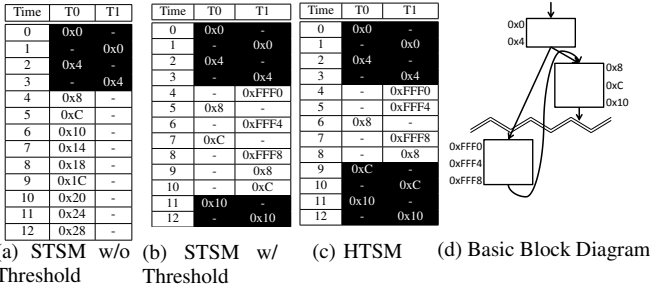 Time T0 T1
0 0x0 -
1 - 0x0
2 0x4 -
3 - 0x4
4 0x8 -
5 0xC -
6 0x10 -
7 0x14 -
8 0x18 -
9 0x1C -
10 0x20 -
11 0x24 -
12 0x28 -
(a) STSM w/o
Threshold
Time T0 T1
0 0x0 -
1 - 0x0
2 0x4 -
3 - 0x4
4 - 0xFFF0
5 0x8 -
6 - 0xFFF4
7 0xC -
8 - 0xFFF8
9 - 0x8
10 - 0xC
11 0x10 -
12 - 0x10
(b) STSM w/
Threshold
Time T0 T1
0 0x0 -
1 - 0x0
2 0x4 -
3 - 0x4
4 - 0xFFF0
5 - 0xFFF4
6 0x8 -
7 - 0xFFF8
8 - 0x8
9 0xC -
10 - 0xC
11 0x10 -
12 - 0x10
(c) HTSM
0x0
0x4
0x8
0xC
0x10
0xFFF0
0xFFF4
0xFFF8
(d) Basic Block Diagram